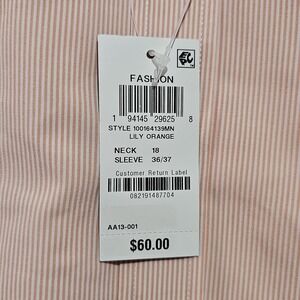 FASHION
1 94145 29625 8
STYLE 100164139MN
LILY ORANGE
NECK 18
SLEEVE 36/37
Customer Return Label
082191487704
AA13-001
$60.00